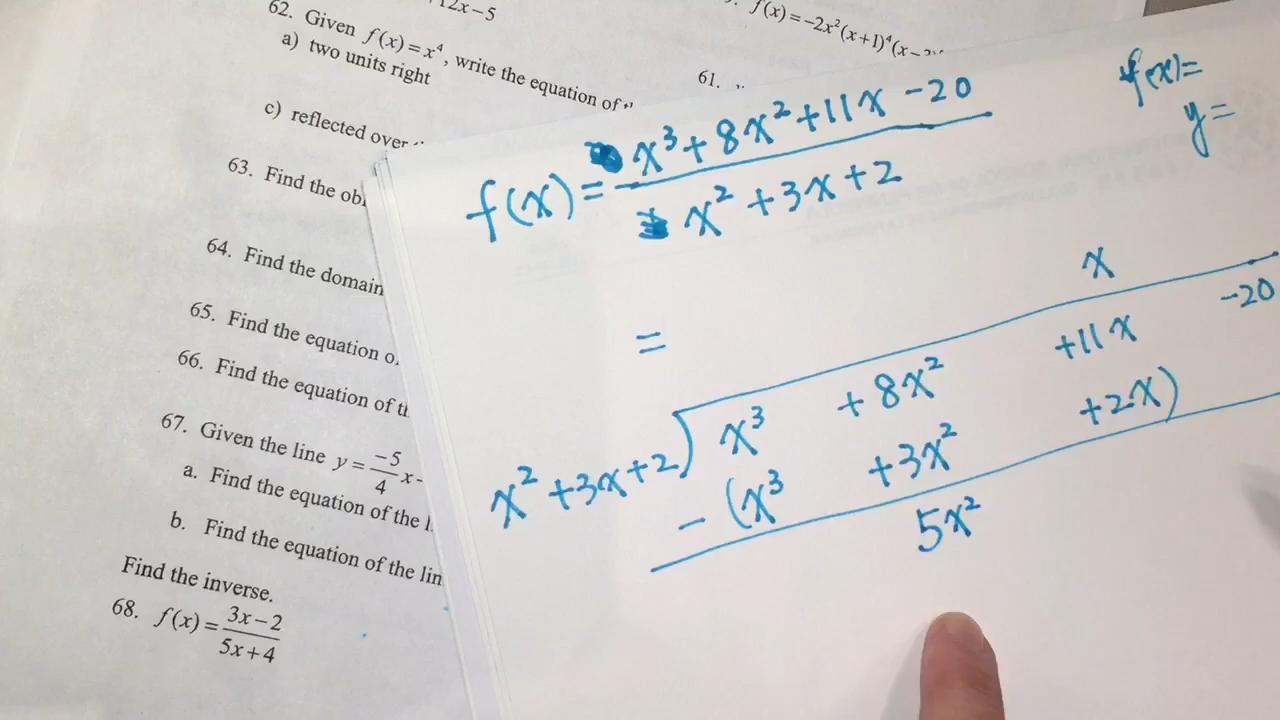 12x-5
f(x)=-2x²(x+1)⁴(x-2
62. Given f(x)=x⁴, write the equation of
a) two units right
61.
c) reflected over
63. Find the obl
64. Find the domain
65. Find the equation o
66. Find the equation of th
67. Given the line y=-5/4 x-
a. Find the equation of the l
b. Find the equation of the lin
Find the inverse.
68. f(x)=3x-2/5x+4
f(x)=
y=
f(x)= x³+8x²+11x-20
x²+3x+2
=
x
x²+3x+2) x³ +8x² +11x -20
-(x³ +3x² +2x)
5x²